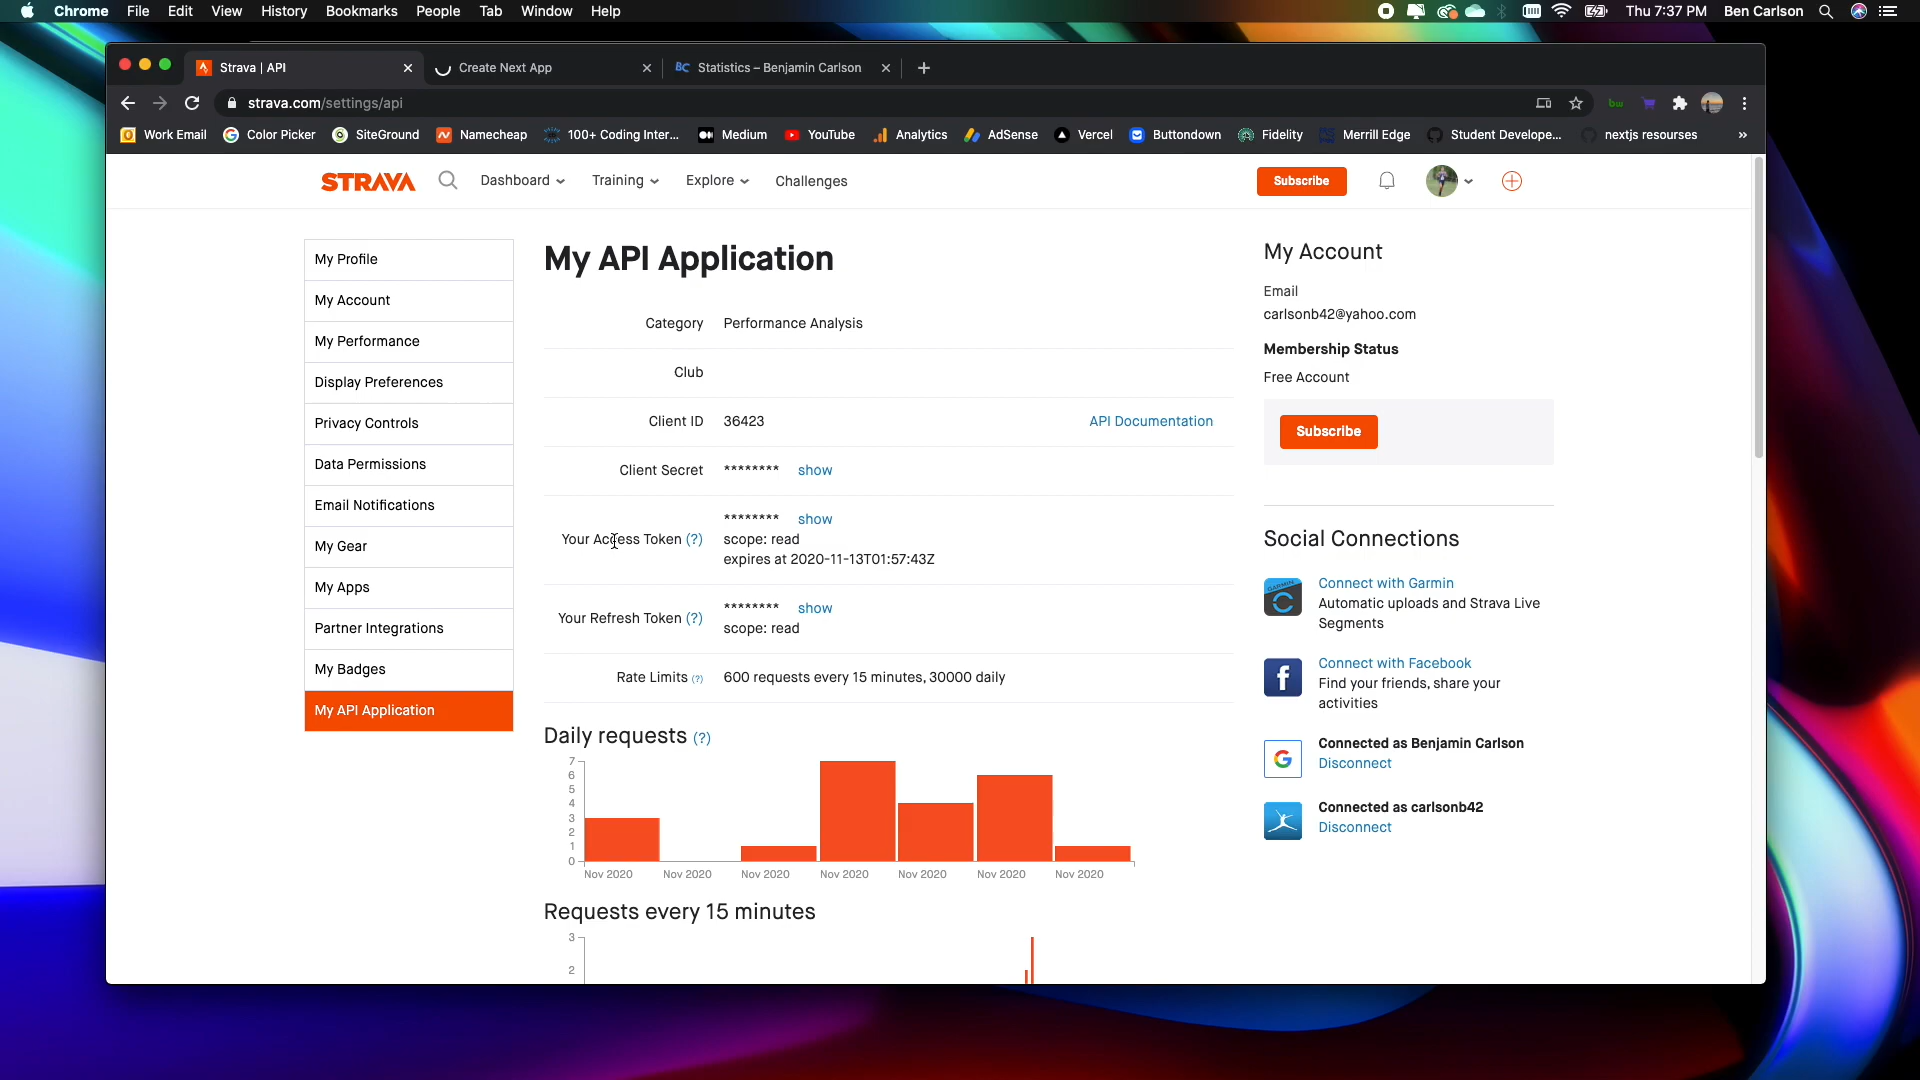 Chrome File Edit View History Bookmarks People Tab Window Help Thu 7:37 PM Ben Carlson
Strava | API Create Next App BC Statistics – Benjamin Carlson
strava.com/settings/api
Work Email Color Picker SiteGround Namecheap 100+ Coding Inter... Medium YouTube Analytics AdSense Vercel Buttondown Fidelity Merrill Edge Student Develope... nextjs resourses »
STRAVA Dashboard Training Explore Challenges Subscribe
My Profile
My Account
My Performance
Display Preferences
Privacy Controls
Data Permissions
Email Notifications
My Gear
My Apps
Partner Integrations
My Badges
My API Application
My API Application
Category Performance Analysis
Club
Client ID 36423 API Documentation
Client Secret ******** show
******** show
Your Access Token (?) scope: read
expires at 2020-11-13T01:57:43Z
******** show
Your Refresh Token (?)
scope: read
Rate Limits (?) 600 requests every 15 minutes, 30000 daily
Daily requests (?)
7
6
5
4
3
2
1
0
Nov 2020 Nov 2020 Nov 2020 Nov 2020 Nov 2020 Nov 2020 Nov 2020
Requests every 15 minutes
3
2
My Account
Email
carlsonb42@yahoo.com
Membership Status
Free Account
Subscribe
Social Connections
GARMIN
Connect with Garmin
Automatic uploads and Strava Live
Segments
Connect with Facebook
Find your friends, share your
activities
Connected as Benjamin Carlson
Disconnect
Connected as carlsonb42
Disconnect